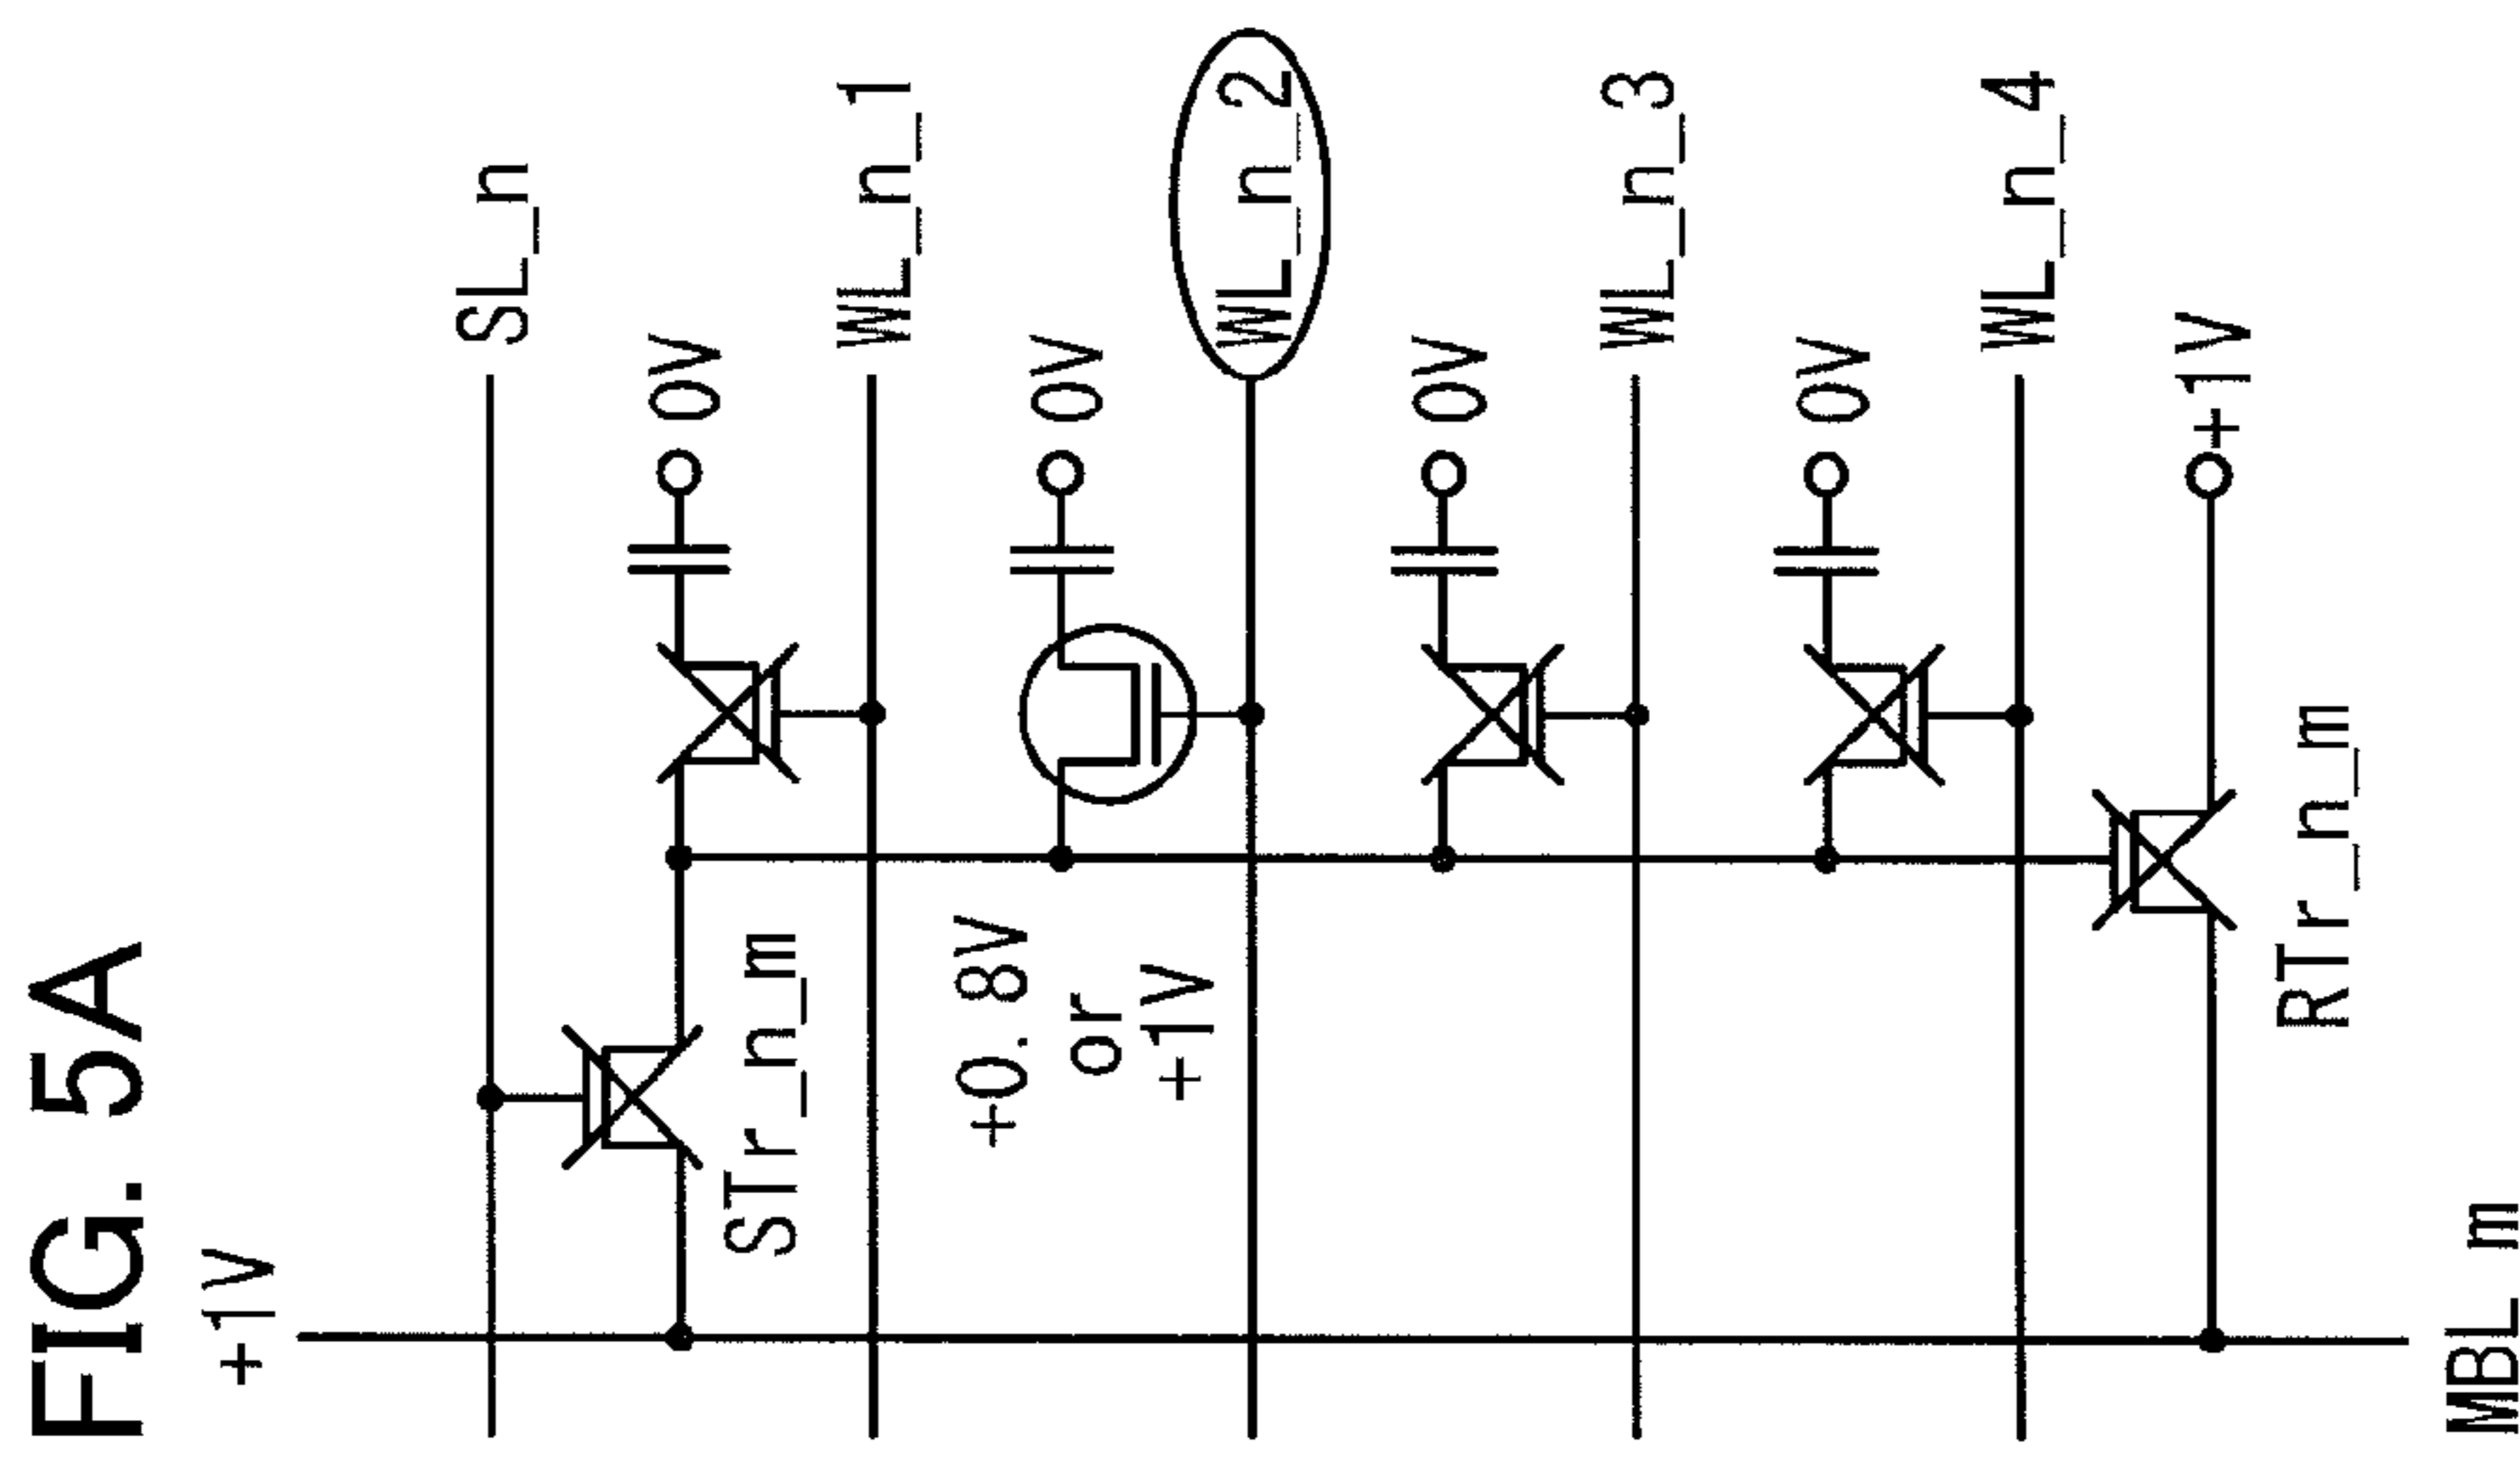 FIG. 5A
+1V
SL_n
0V
STr_n_m
WL_n_1
+0.8V
or
+1V
0V
WL_n_2
0V
WL_n_3
0V
WL_n_4
+1V
RTr_n_m
MBL_m